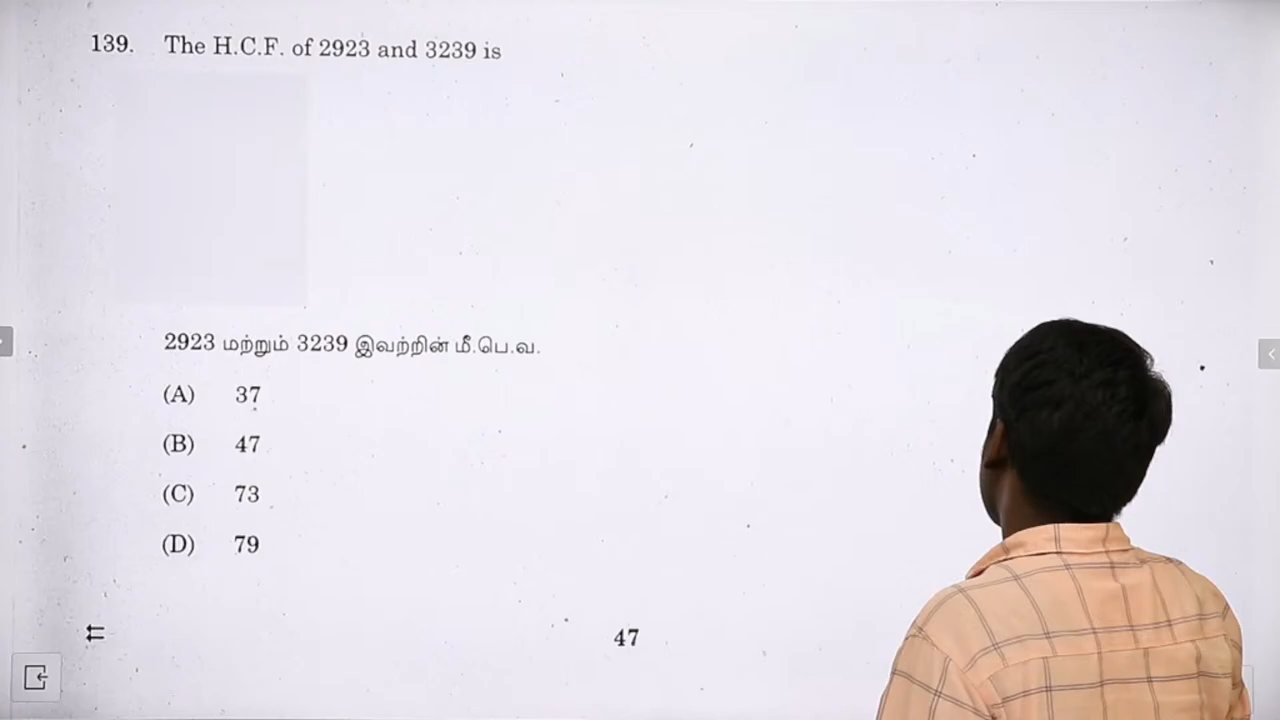 139. The H.C.F. of 2923 and 3239 is
2923 மற்றும் 3239 இவற்றின் மீ.பெ.வ.
(A) 37
(B) 47
(C) 73
(D) 79
47